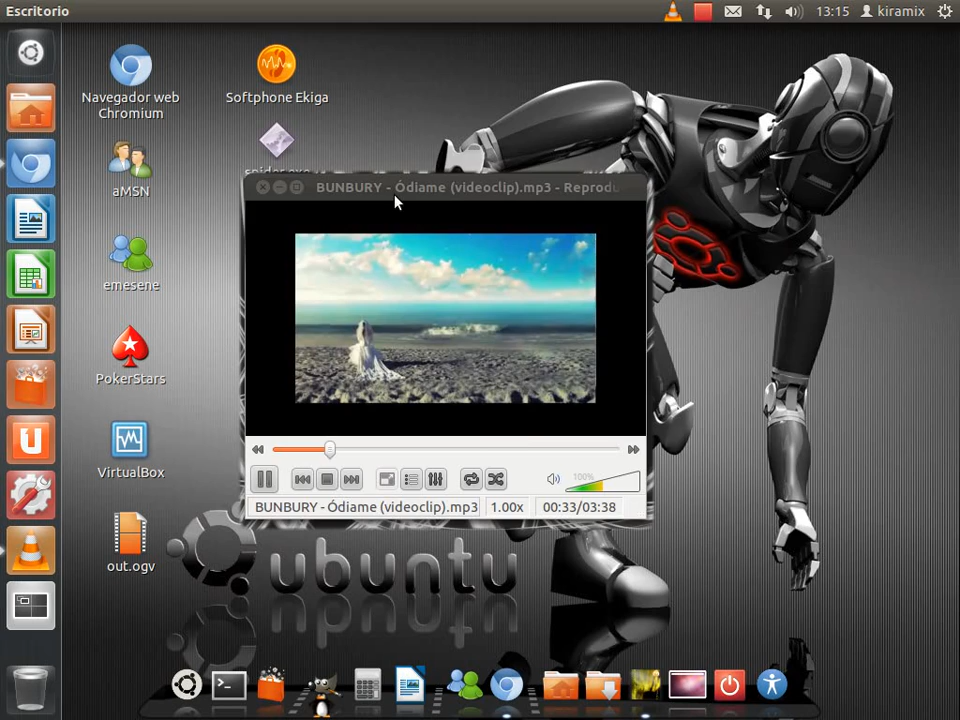 Escritorio
13:15
kiramix
Navegador web
Chromium
Softphone Ekiga
aMSN
emesene
PokerStars
VirtualBox
out.ogv
BUNBURY - Ódiame (videoclip).mp3 - Reprodu
100%
BUNBURY - Ódiame (videoclip).mp3
1.00x
00:33/03:38
ubuntu